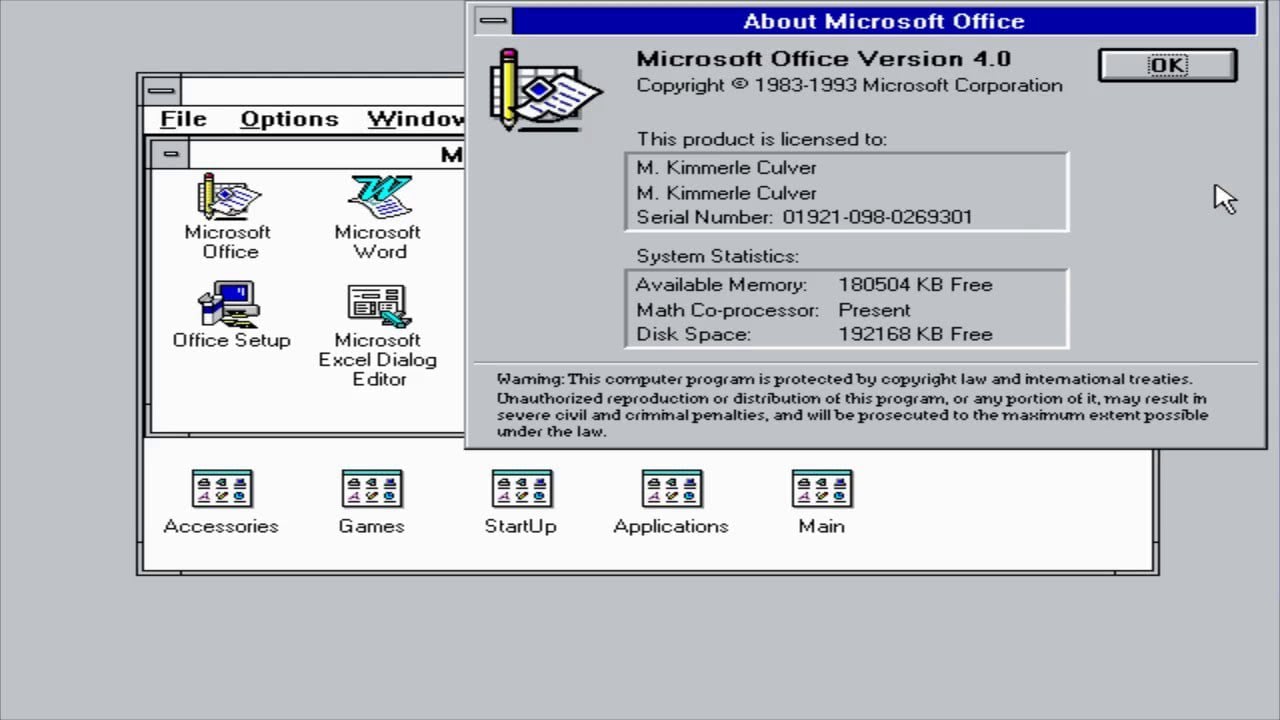 About Microsoft Office
Microsoft Office Version 4.0
Copyright © 1983-1993 Microsoft Corporation
OK
This product is licensed to:
M. Kimmerle Culver
M. Kimmerle Culver
Serial Number: 01921-098-0269301
System Statistics:
Available Memory: 180504 KB Free
Math Co-processor: Present
Disk Space: 192168 KB Free
Warning: This computer program is protected by copyright law and international treaties.
Unauthorized reproduction or distribution of this program, or any portion of it, may result in
severe civil and criminal penalties, and will be prosecuted to the maximum extent possible
under the law.
File Options Window
M
Microsoft
Office
Microsoft
Word
Office Setup
Microsoft
Excel Dialog
Editor
Accessories
Games
StartUp
Applications
Main